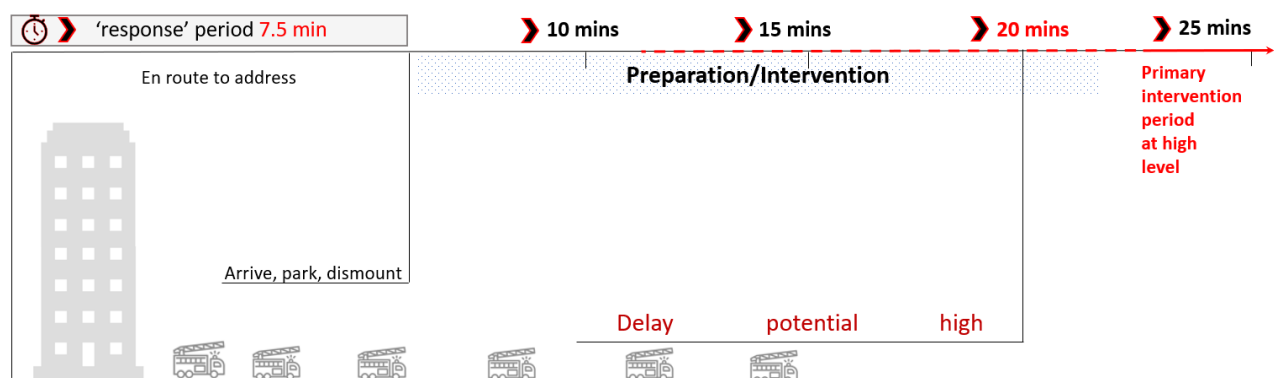 ‘response’ period 7.5 min
10 mins
15 mins
20 mins
25 mins
En route to address
Preparation/Intervention
Primary
intervention
period
at high
level
Arrive, park, dismount
Delay potential high